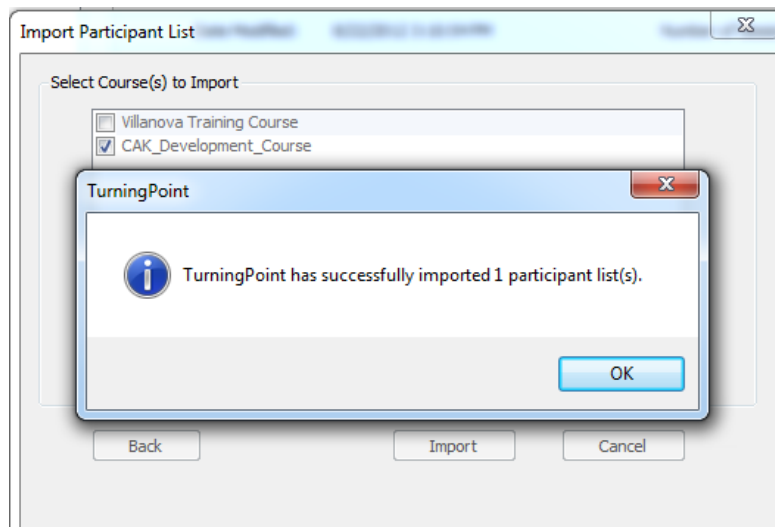 Import Participant List
Select Course(s) to Import
Villanova Training Course
CAK_Development_Course
TurningPoint
TurningPoint has successfully imported 1 participant list(s).
OK
Back
Import
Cancel